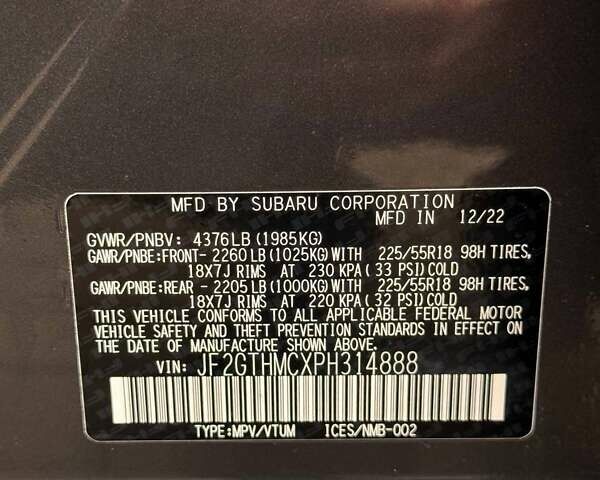 MFD BY SUBARU CORPORATION
MFD IN 12/22
GVWR/PNBV: 4376LB(1985KG)
GAWR/PNBE:FRONT- 2260LB(1025KG)WITH 225/55R18 98H TIRES,
18X7J RIMS AT 230 KPA(33 PSI)COLD
GAWR/PNBE:REAR - 2205LB(1000KG)WITH 225/55R18 98H TIRES,
18X7J RIMS AT 220 KPA(32 PSI)COLD
THIS VEHICLE CONFORMS TO ALL APPLICABLE FEDERAL MOTOR
VEHICLE SAFETY AND THEFT PREVENTION STANDARDS IN EFFECT ON THE
DATE OF MANUFACTURE SHOWN ABOVE.
VIN: JF2GTHMCXPH314888
TYPE:MPV/VTUM ICES/NMB-002